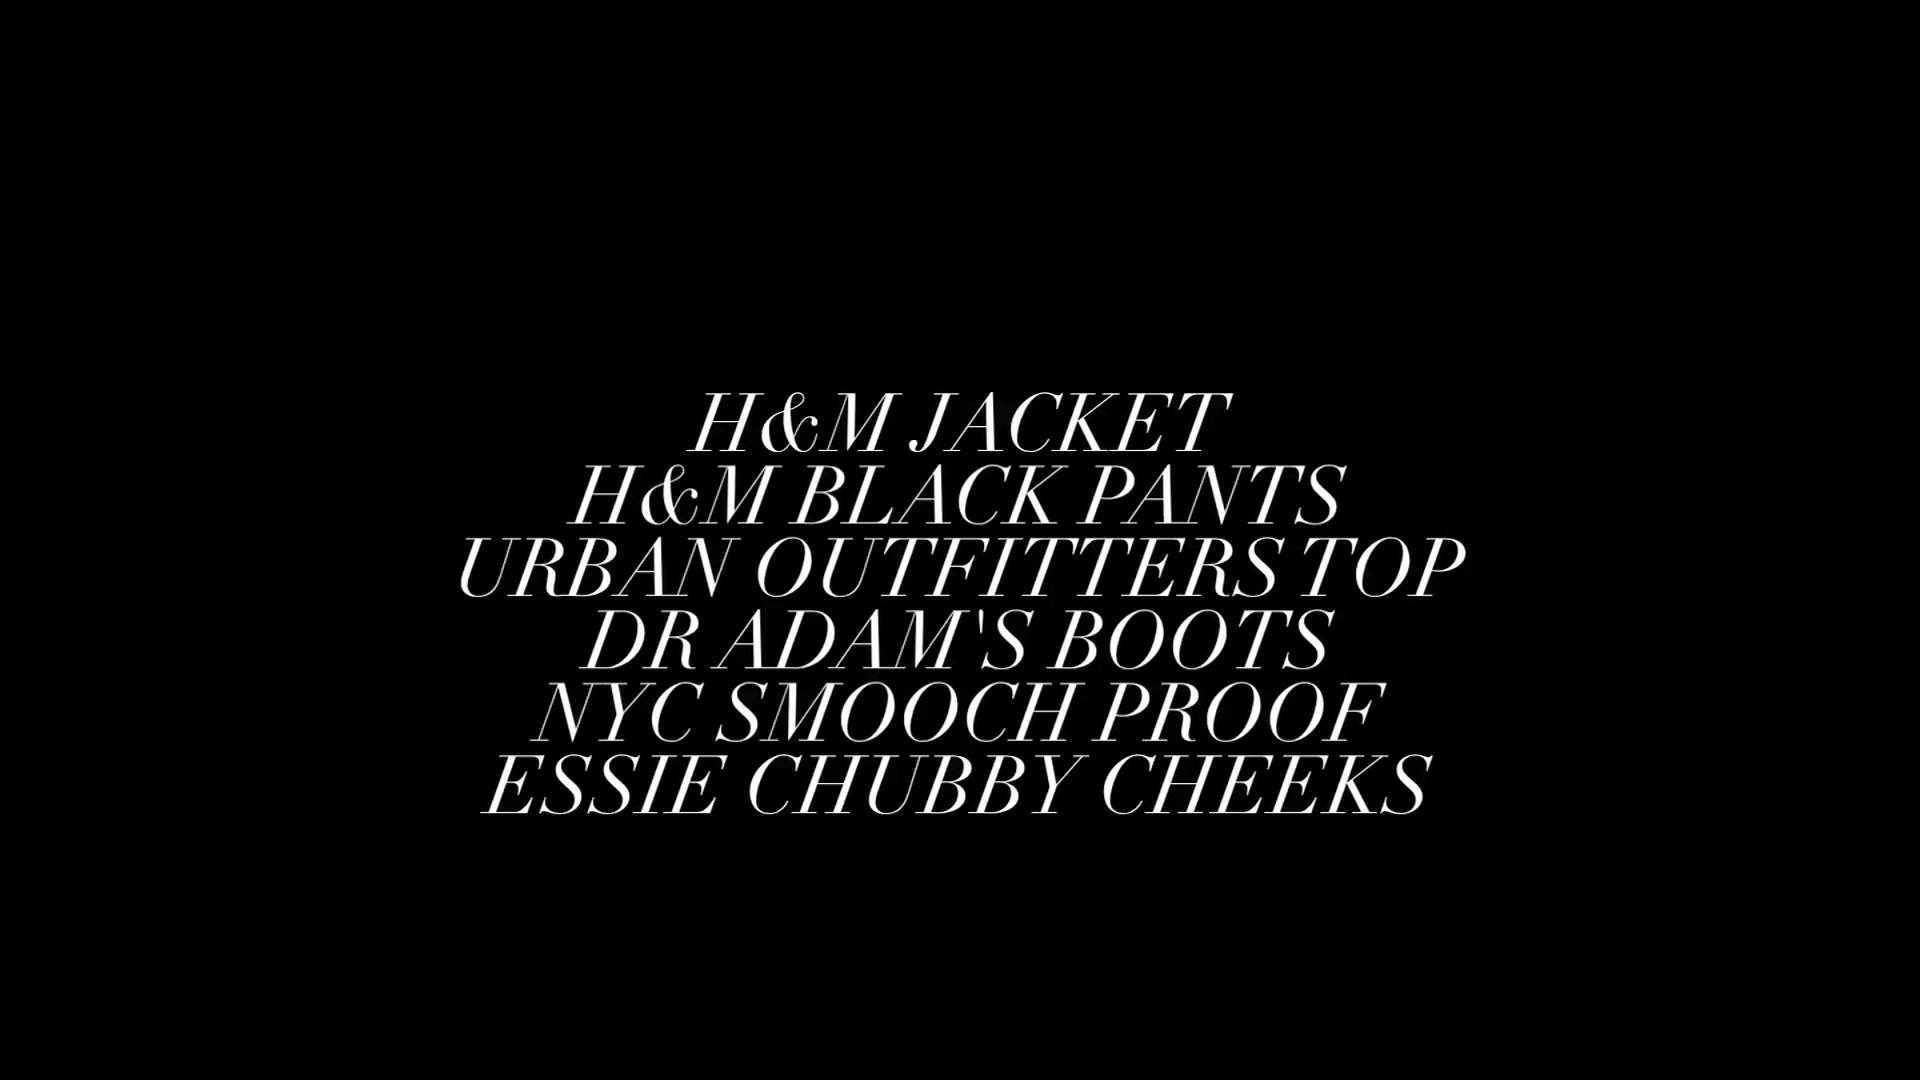 H&M JACKET
H&M BLACK PANTS
URBAN OUTFITTERS TOP
DR ADAM'S BOOTS
NYC SMOOCH PROOF
ESSIE CHUBBY CHEEKS